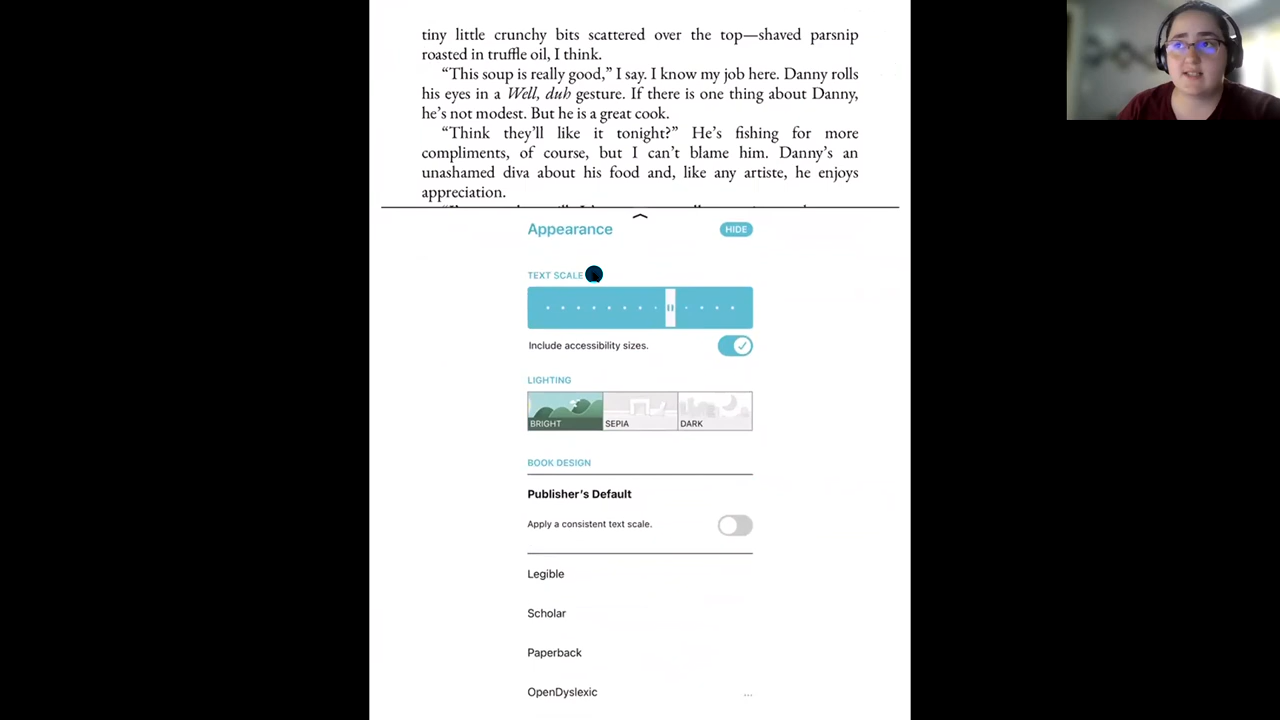 tiny little crunchy bits scattered over the top—shaved parsnip
roasted in truffle oil, I think.
“This soup is really good,” I say. I know my job here. Danny rolls
his eyes in a Well, duh gesture. If there is one thing about Danny,
he’s not modest. But he is a great cook.
“Think they’ll like it tonight?” He’s fishing for more
compliments, of course, but I can’t blame him. Danny’s an
unashamed diva about his food and, like any artiste, he enjoys
appreciation.
Appearance
HIDE
TEXT SCALE
Include accessibility sizes.
LIGHTING
BRIGHT SEPIA DARK
BOOK DESIGN
Publisher’s Default
Apply a consistent text scale.
Legible
Scholar
Paperback
OpenDyslexic ...